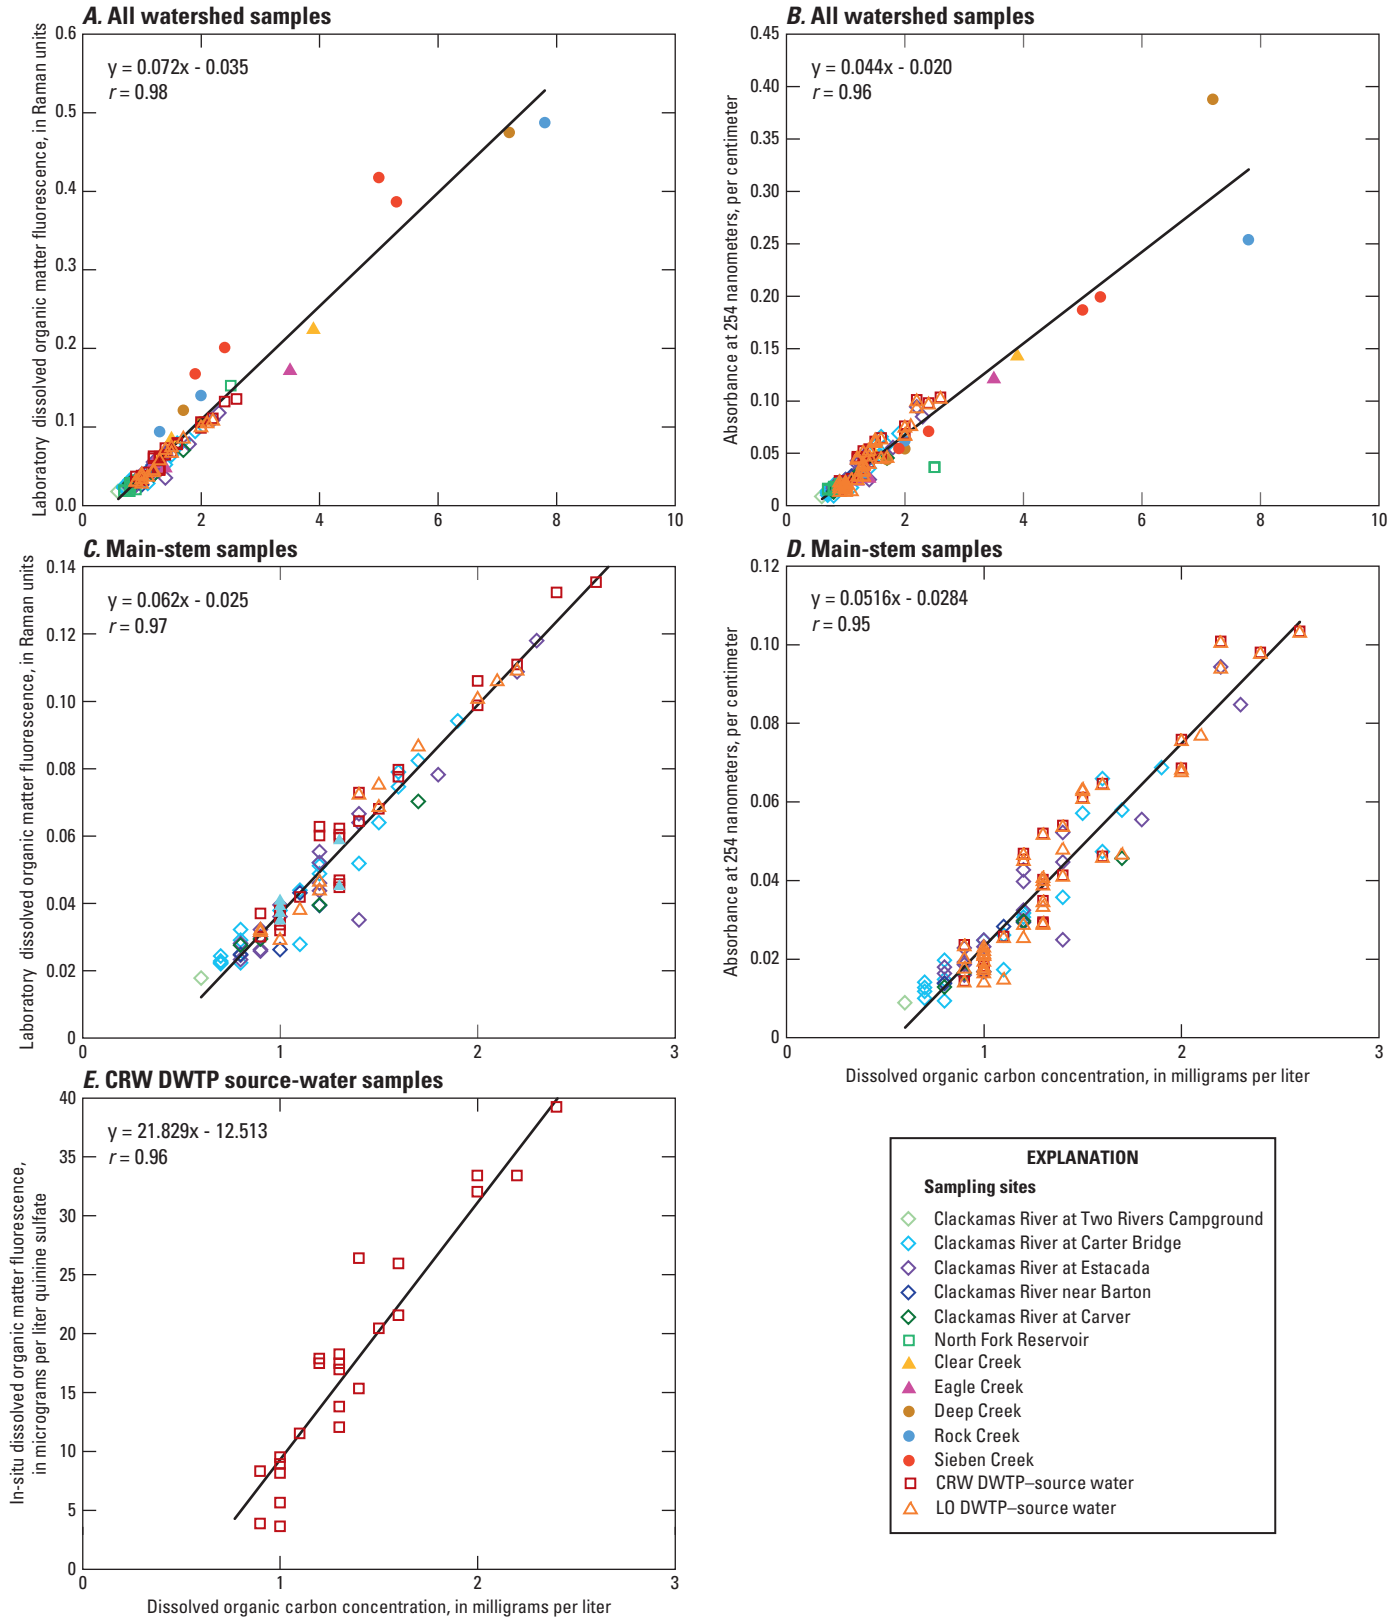 A. All watershed samples
Laboratory dissolved organic matter fluorescence, in Raman units
y = 0.072x - 0.035
r = 0.98
0.6
0.5
0.4
0.3
0.2
0.1
0.0
0 2 4 6 8 10
B. All watershed samples
Absorbance at 254 nanometers, per centimeter
y = 0.044x - 0.020
r = 0.96
0.45
0.40
0.35
0.30
0.25
0.20
0.15
0.10
0.05
0
0 2 4 6 8 10
C. Main-stem samples
Laboratory dissolved organic matter fluorescence, in Raman units
y = 0.062x - 0.025
r = 0.97
0.14
0.12
0.10
0.08
0.06
0.04
0.02
0
0 1 2 3
D. Main-stem samples
Absorbance at 254 nanometers, per centimeter
y = 0.0516x - 0.0284
r = 0.95
0.12
0.10
0.08
0.06
0.04
0.02
0
0 1 2 3
Dissolved organic carbon concentration, in milligrams per liter
E. CRW DWTP source-water samples
In-situ dissolved organic matter fluorescence,
in micrograms per liter quinine sulfate
y = 21.829x - 12.513
r = 0.96
40
35
30
25
20
15
10
5
0
0 1 2 3
Dissolved organic carbon concentration, in milligrams per liter
EXPLANATION
Sampling sites
Clackamas River at Two Rivers Campground
Clackamas River at Carter Bridge
Clackamas River at Estacada
Clackamas River near Barton
Clackamas River at Carver
North Fork Reservoir
Clear Creek
Eagle Creek
Deep Creek
Rock Creek
Sieben Creek
CRW DWTP–source water
LO DWTP–source water